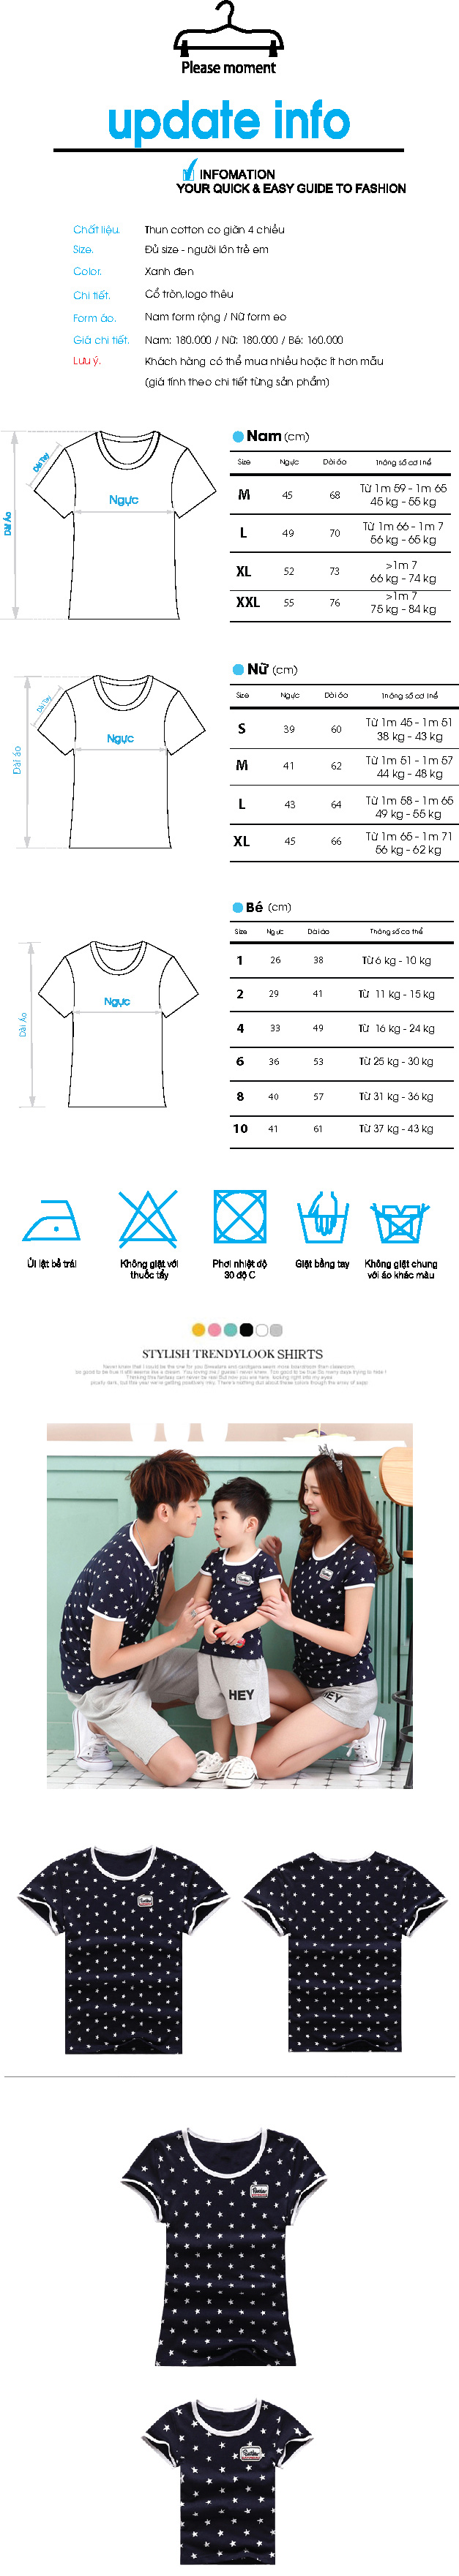 Please moment
update info
INFOMATION
YOUR QUICK & EASY GUIDE TO FASHION
Chất liệu. Thun cotton co giãn 4 chiều
Size. Đủ size - người lớn trẻ em
Color. Xanh đen
Chi tiết. Cổ tròn,logo thêu
Form áo. Nam form rộng / Nữ form eo
Giá chi tiết. Nam: 180.000 / Nữ: 180.000 / Bé: 160.000
Lưu ý. Khách hàng có thể mua nhiều hoặc ít hơn mẫu
(giá tính theo chi tiết từng sản phẩm)
Nam (cm)
Dài Tay
Ngực
Dài áo
Size Ngực Dài áo Thông số cơ thể
M 45 68 Từ 1m 59 - 1m 65
45 kg - 55 kg
L 49 70 Từ 1m 66 - 1m 7
56 kg - 65 kg
XL 52 73 >1m 7
66 kg - 74 kg
XXL 55 76 >1m 7
75 kg - 84 kg
Nữ (cm)
Dài Tay
Ngực
Dài áo
Size Ngực Dài áo Thông số cơ thể
S 39 60 Từ 1m 45 - 1m 51
38 kg - 43 kg
M 41 62 Từ 1m 51 - 1m 57
44 kg - 48 kg
L 43 64 Từ 1m 58 - 1m 65
49 kg - 55 kg
XL 45 66 Từ 1m 65 - 1m 71
56 kg - 62 kg
Bé (cm)
Ngực
Dài Áo
Size Ngực Dài áo Thông số cơ thể
1 26 38 Từ 6 kg - 10 kg
2 29 41 Từ 11 kg - 15 kg
4 33 49 Từ 16 kg - 24 kg
6 36 53 Từ 25 kg - 30 kg
8 40 57 Từ 31 kg - 36 kg
10 41 61 Từ 37 kg - 43 kg
Ủi lật bề trái
Không giặt với
thuốc tẩy
Phơi nhiệt độ
30 độ C
Giặt bằng tay
Không giặt chung
với áo khác màu
STYLISH TRENDYLOOK SHIRTS
HEY
HEY